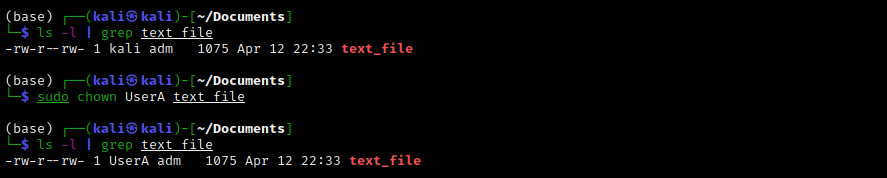 (base) ┌──(kali㉿kali)-[~/Documents]
└─$ ls -l | grep text_file
-rw-r--rw- 1 kali adm   1075 Apr 12 22:33 text_file
(base) ┌──(kali㉿kali)-[~/Documents]
└─$ sudo chown UserA text_file
(base) ┌──(kali㉿kali)-[~/Documents]
└─$ ls -l | grep text_file
-rw-r--rw- 1 UserA adm   1075 Apr 12 22:33 text_file